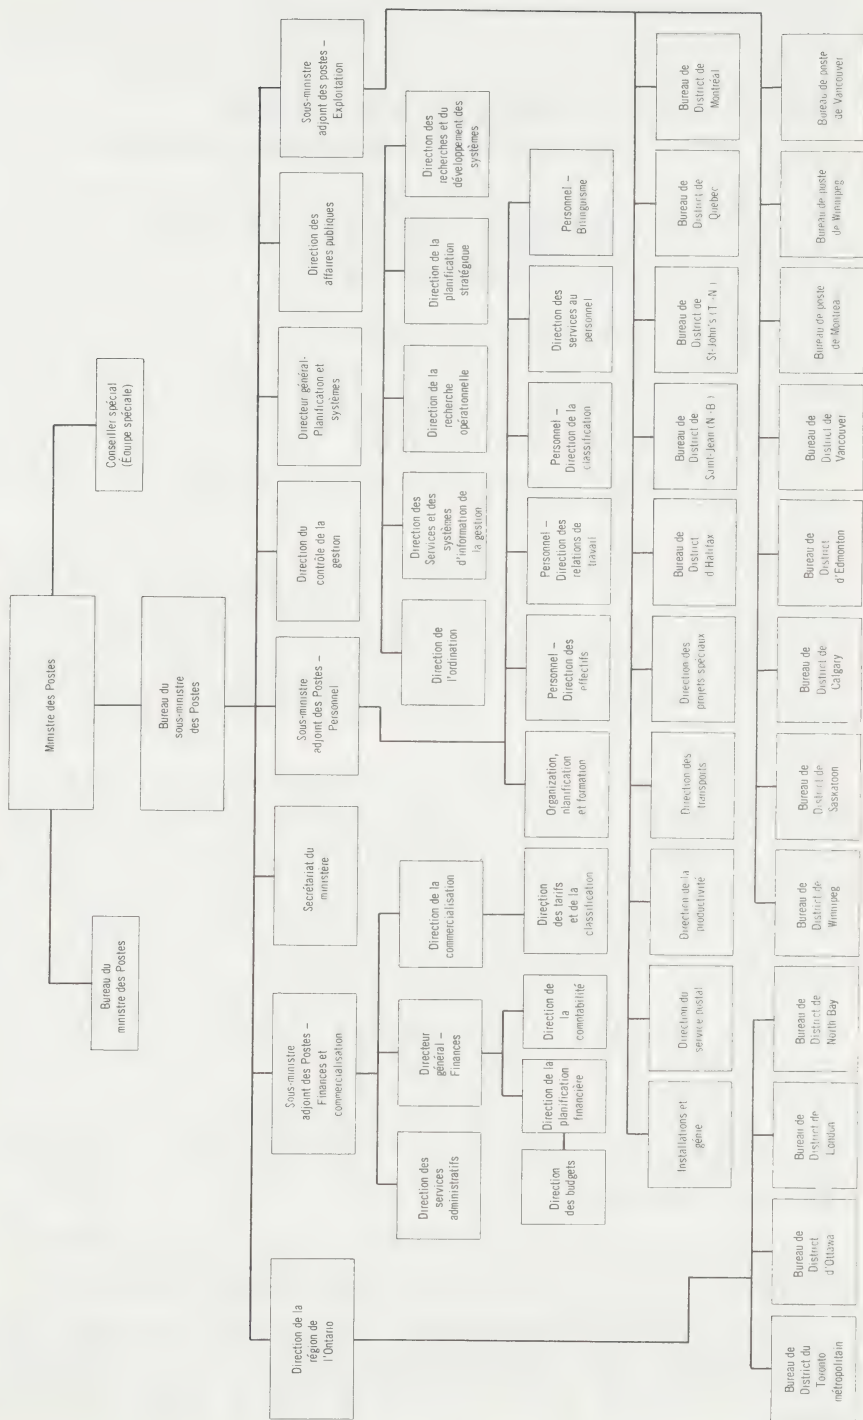 Ministre des Postes
Bureau du
ministre des Postes
Conseiller spécial
(Équipe spéciale)
Bureau du
sous-ministre
des Postes
Direction de la
région de
l'Ontario
Sous-ministre
adjoint des Postes –
Finances et
commercialisation
Secrétariat du
ministère
Sous-ministre
adjoint des Postes –
Personnel
Direction du
contrôle de la
gestion
Directeur général-
Planification et
systèmes
Direction des
affaires publiques
Sous-ministre
adjoint des postes –
Exploitation
Direction des
services
administratifs
Directeur
général –
Finances
Direction de la
commercialisation
Direction de
l'ordination
Direction des
Services et des
systèmes
d'information de
la gestion
Direction de la
recherche
opérationnelle
Direction de la
planification
stratégique
Direction des
recherches et du
développement des
systèmes
Direction
des budgets
Direction de la
planification
financière
Direction de
la
comptabilité
Direction
des tarifs
et de la
classification
Organization,
planification
et formation
Personnel –
Direction des
effectifs
Personnel –
Direction des
relations de
travail
Personnel –
Direction de la
classification
Direction des
services au
personnel
Personnel –
Bilinguisme
Installations et
génie
Direction du
service postal
Direction de la
productivité
Direction des
transports
Direction des
projets spéciaux
Bureau de
District
d'Halifax
Bureau de
District de
Saint-Jean (N.-B.)
Bureau de
District de
St-John's (T.-N.)
Bureau de
District de
Québec
Bureau de
District de
Montréal
Bureau de
District du
Toronto
métropolitain
Bureau de
District
d'Ottawa
Bureau de
District de
London
Bureau de
District de
North Bay
Bureau de
District de
Winnipeg
Bureau de
District de
Saskatoon
Bureau de
District de
Calgary
Bureau de
District
d'Edmonton
Bureau de
District de
Vancouver
Bureau de poste
de Montréal
Bureau de poste
de Winnipeg
Bureau de poste
de Vancouver